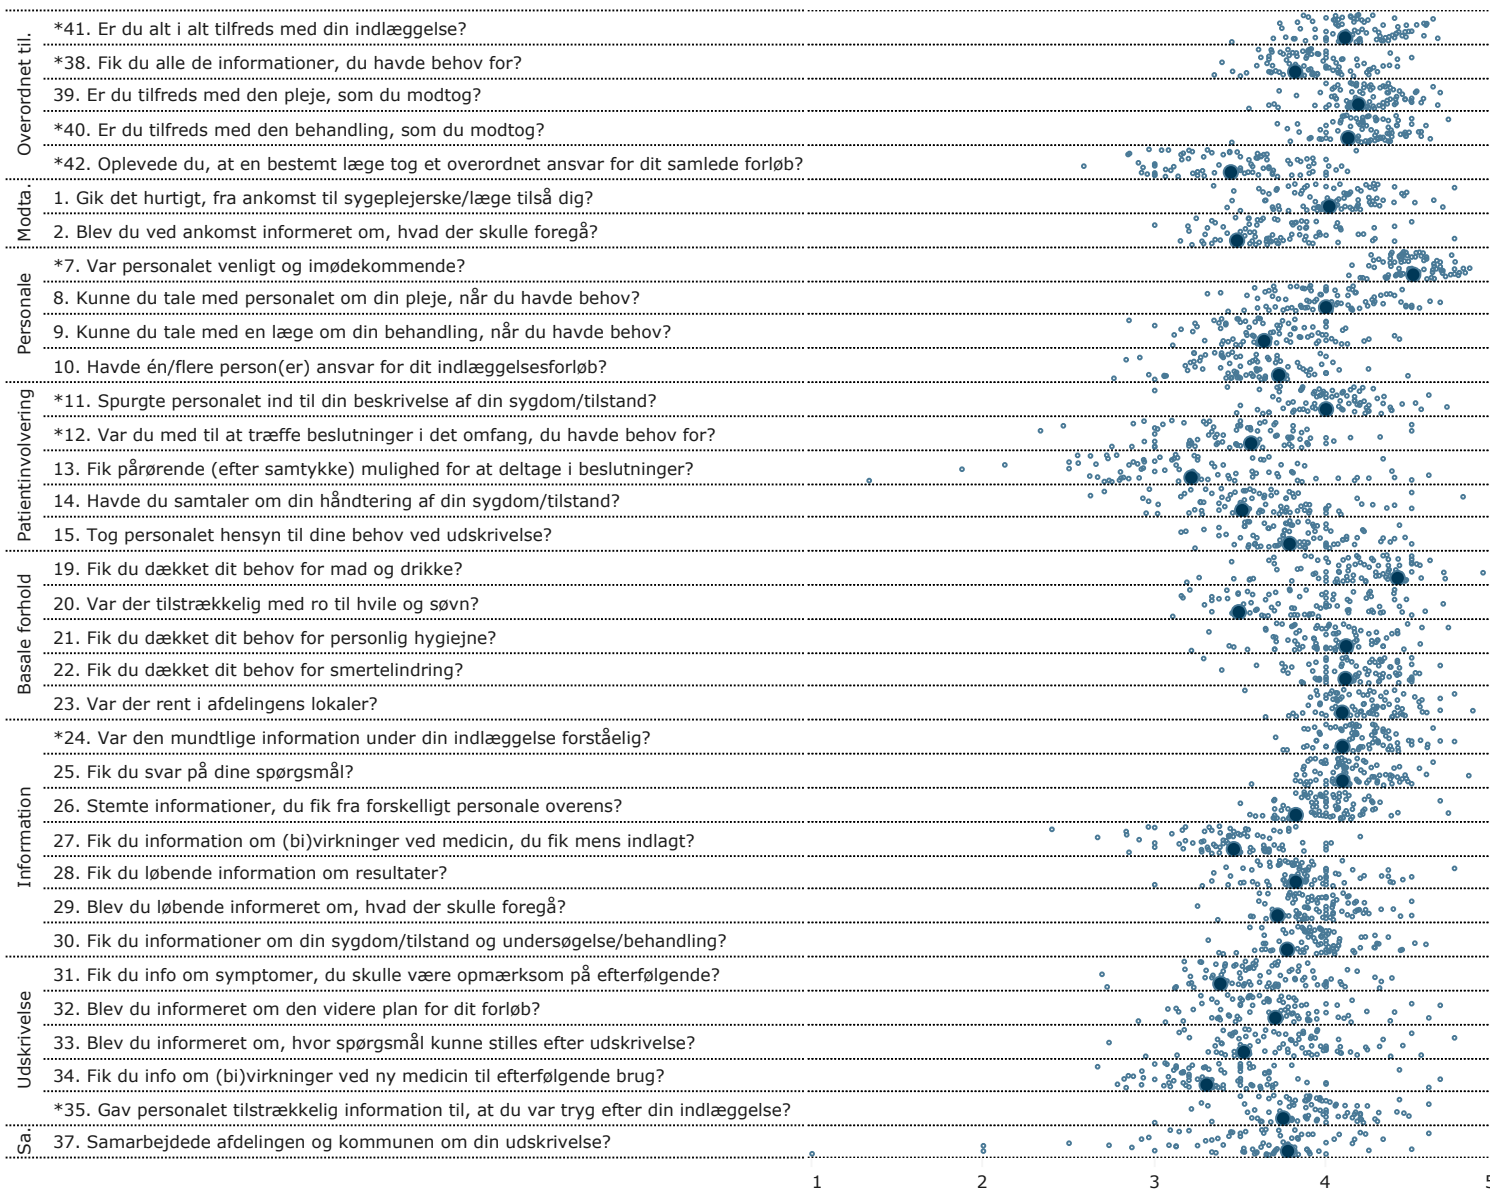 Overordnet til.
*41. Er du alt i alt tilfreds med din indlæggelse?
*38. Fik du alle de informationer, du havde behov for?
39. Er du tilfreds med den pleje, som du modtog?
*40. Er du tilfreds med den behandling, som du modtog?
*42. Oplevede du, at en bestemt læge tog et overordnet ansvar for dit samlede forløb?
Modta.
1. Gik det hurtigt, fra ankomst til sygeplejerske/læge tilså dig?
2. Blev du ved ankomst informeret om, hvad der skulle foregå?
Personale
*7. Var personalet venligt og imødekommende?
8. Kunne du tale med personalet om din pleje, når du havde behov?
9. Kunne du tale med en læge om din behandling, når du havde behov?
10. Havde én/flere person(er) ansvar for dit indlæggelsesforløb?
Patientinvolvering
*11. Spurgte personalet ind til din beskrivelse af din sygdom/tilstand?
*12. Var du med til at træffe beslutninger i det omfang, du havde behov for?
13. Fik pårørende (efter samtykke) mulighed for at deltage i beslutninger?
14. Havde du samtaler om din håndtering af din sygdom/tilstand?
15. Tog personalet hensyn til dine behov ved udskrivelse?
Basale forhold
19. Fik du dækket dit behov for mad og drikke?
20. Var der tilstrækkelig med ro til hvile og søvn?
21. Fik du dækket dit behov for personlig hygiejne?
22. Fik du dækket dit behov for smertelindring?
23. Var der rent i afdelingens lokaler?
Information
*24. Var den mundtlige information under din indlæggelse forståelig?
25. Fik du svar på dine spørgsmål?
26. Stemte informationer, du fik fra forskelligt personale overens?
27. Fik du information om (bi)virkninger ved medicin, du fik mens indlagt?
28. Fik du løbende information om resultater?
29. Blev du løbende informeret om, hvad der skulle foregå?
30. Fik du informationer om din sygdom/tilstand og undersøgelse/behandling?
Udskrivelse
31. Fik du info om symptomer, du skulle være opmærksom på efterfølgende?
32. Blev du informeret om den videre plan for dit forløb?
33. Blev du informeret om, hvor spørgsmål kunne stilles efter udskrivelse?
34. Fik du info om (bi)virkninger ved ny medicin til efterfølgende brug?
*35. Gav personalet tilstrækkelig information til, at du var tryg efter din indlæggelse?
Sa.
37. Samarbejdede afdelingen og kommunen om din udskrivelse?
1 2 3 4 5